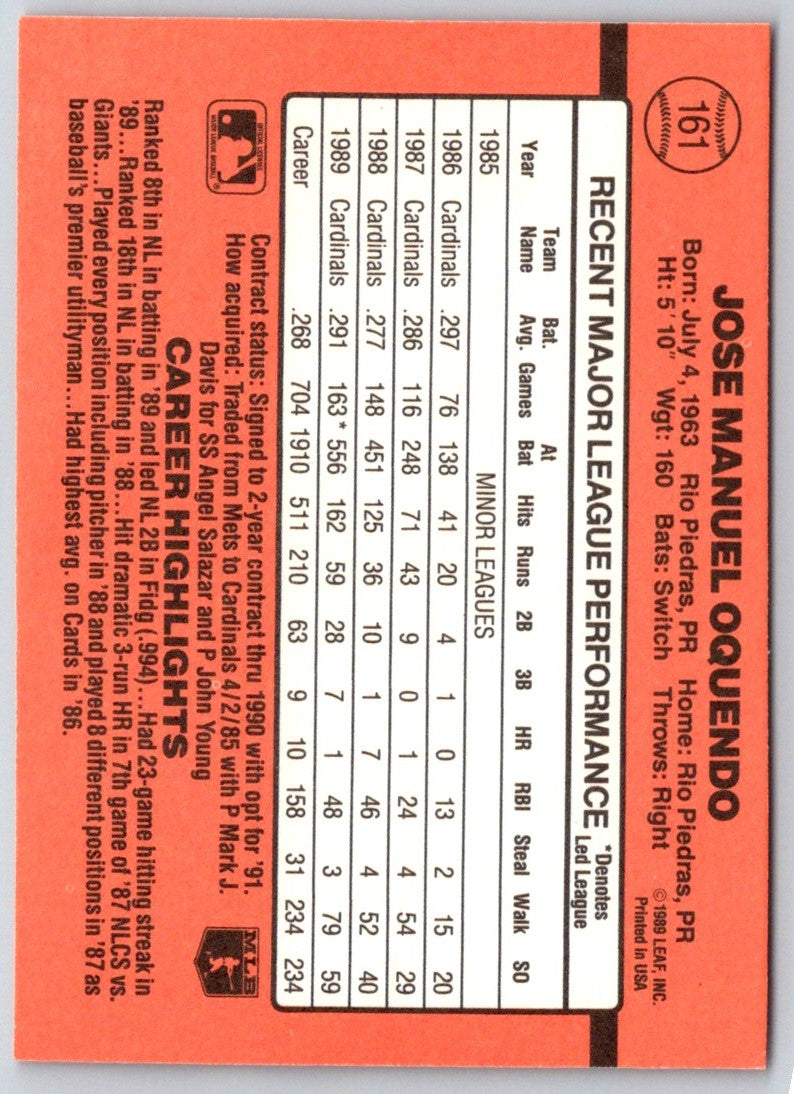 161
JOSE MANUEL OQUENDO
Born: July 4, 1963 Rio Piedras, PR Home: Rio Piedras, PR
Ht: 5'10" Wgt: 160 Bats: Switch Throws: Right
© 1989 LEAF, INC.
Printed in USA
RECENT MAJOR LEAGUE PERFORMANCE *Denotes Led League
Year Team Name Bat. Avg. Games At Bat Hits Runs 2B 3B HR RBI Steal Walk SO
1985 MINOR LEAGUES
1986 Cardinals .297 76 138 41 20 4 1 0 13 2 15 20
1987 Cardinals .286 116 248 71 43 9 0 1 24 4 54 29
1988 Cardinals .277 148 451 125 36 10 1 7 46 4 52 40
1989 Cardinals .291 163* 556 162 59 28 7 1 48 3 79 59
Career .268 704 1910 511 210 63 9 10 158 31 234 234
OFFICIAL LICENSEE
MAJOR LEAGUE BASEBALL
®
Contract status: Signed to 2-year contract thru 1990 with opt for '91.
How acquired: Traded from Mets to Cardinals 4/2/85 with P Mark J.
Davis for SS Angel Salazar and P John Young
MLB
CAREER HIGHLIGHTS
Ranked 8th in NL in batting in '89 and led NL 2B in Fldg (.994)...Had 23-game hitting streak in
'89...Ranked 18th in NL in batting in '88...Hit dramatic 3-run HR in 7th game of '87 NLCS vs.
Giants...Played every position including pitcher in '88 and played 8 different positions in '87 as
baseball's premier utilityman...Had highest avg. on Cards in '86.